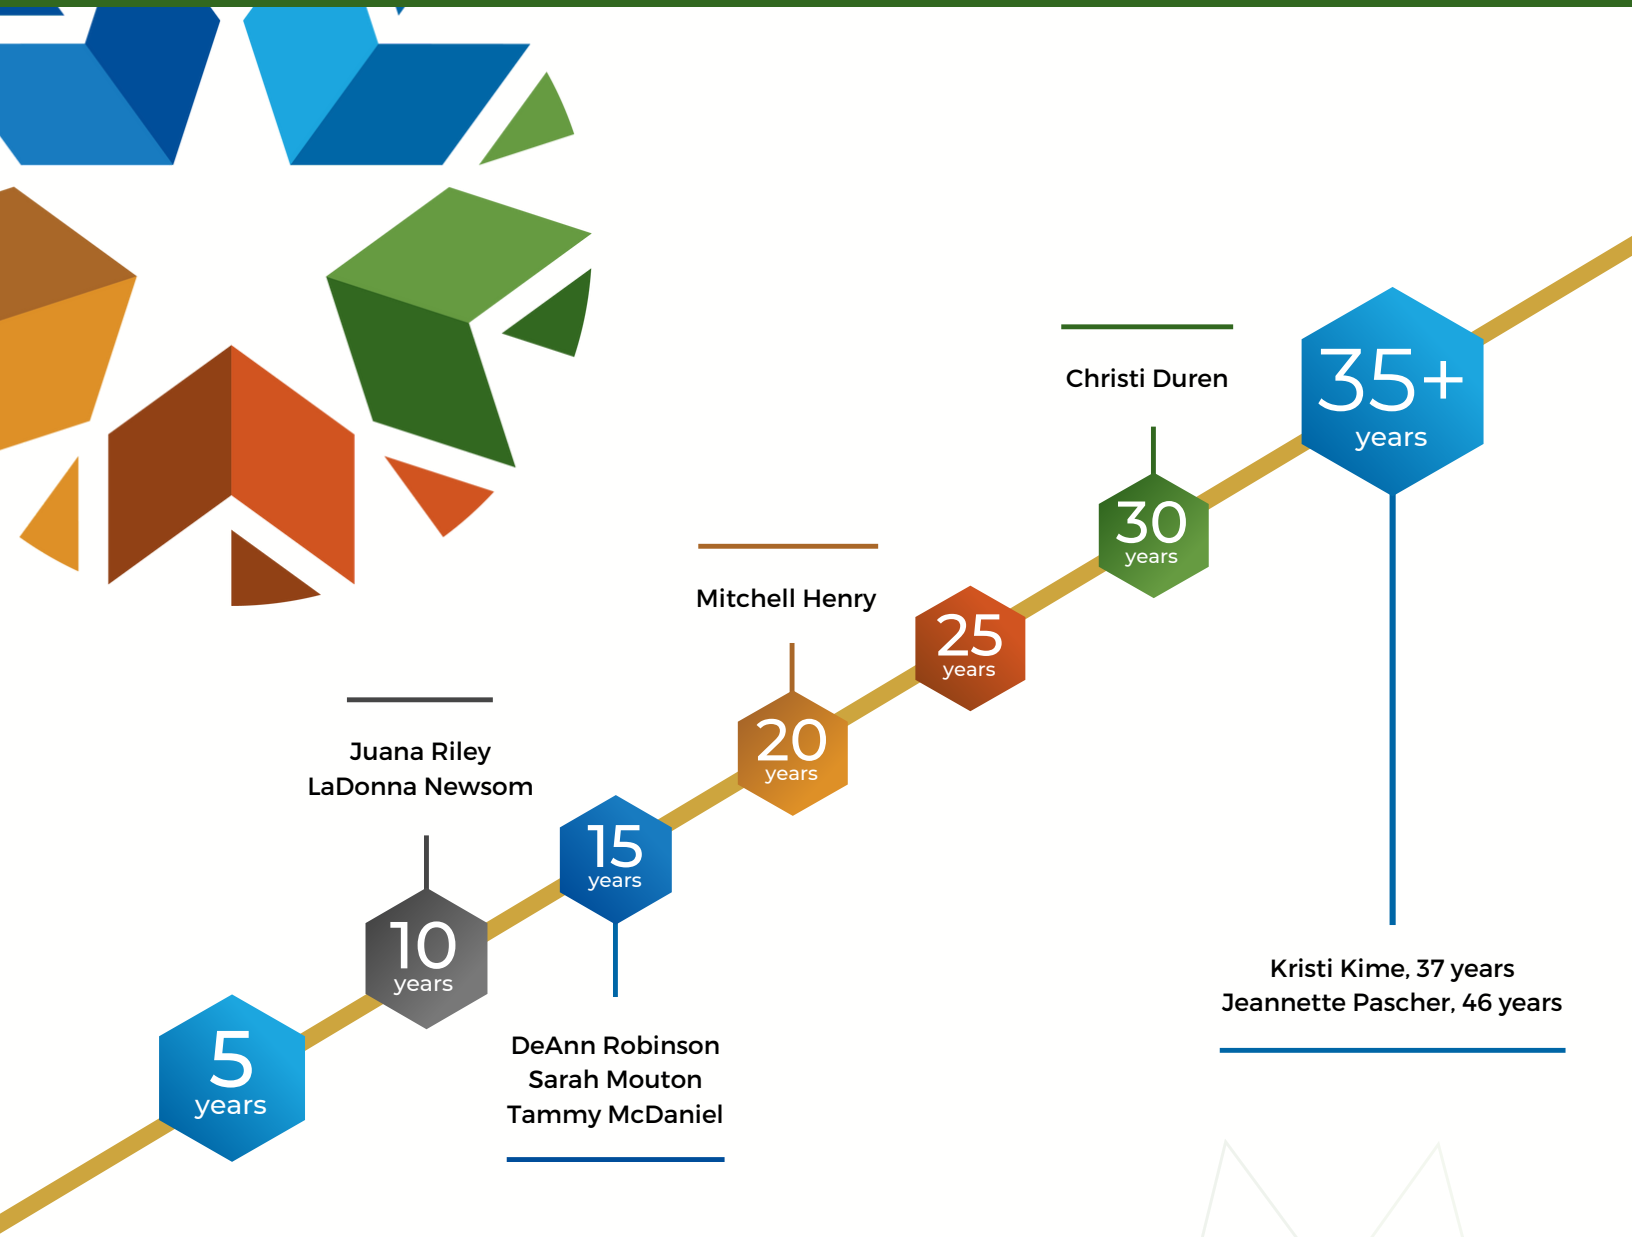 35+
years
Christi Duren
30
years
Mitchell Henry
25
years
20
years
Juana Riley
LaDonna Newsom
15
years
10
years
Kristi Kime, 37 years
Jeannette Pascher, 46 years
5
years
DeAnn Robinson
Sarah Mouton
Tammy McDaniel